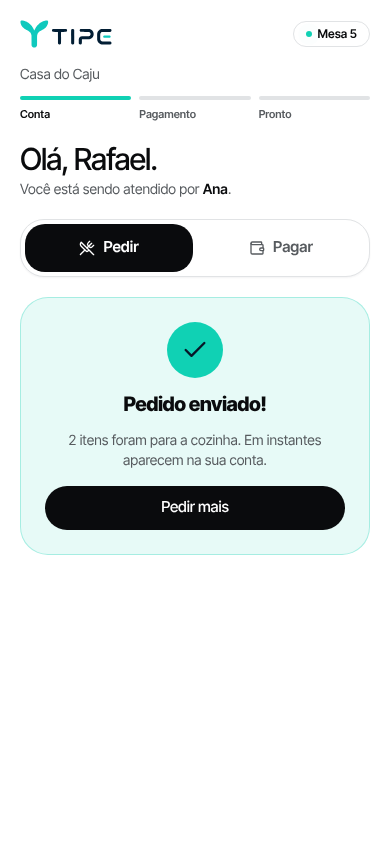 TIPE
Mesa 5
Casa do Caju
Conta
Pagamento
Pronto
Olá, Rafael.
Você está sendo atendido por Ana.
Pedir
Pagar
Pedido enviado!
2 itens foram para a cozinha. Em instantes
aparecem na sua conta.
Pedir mais